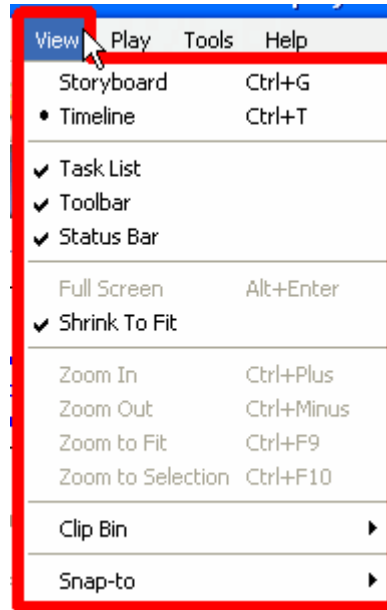 View Play Tools Help
Storyboard Ctrl+G
Timeline Ctrl+T
Task List
Toolbar
Status Bar
Full Screen Alt+Enter
Shrink To Fit
Zoom In Ctrl+Plus
Zoom Out Ctrl+Minus
Zoom to Fit Ctrl+F9
Zoom to Selection Ctrl+F10
Clip Bin
Snap-to